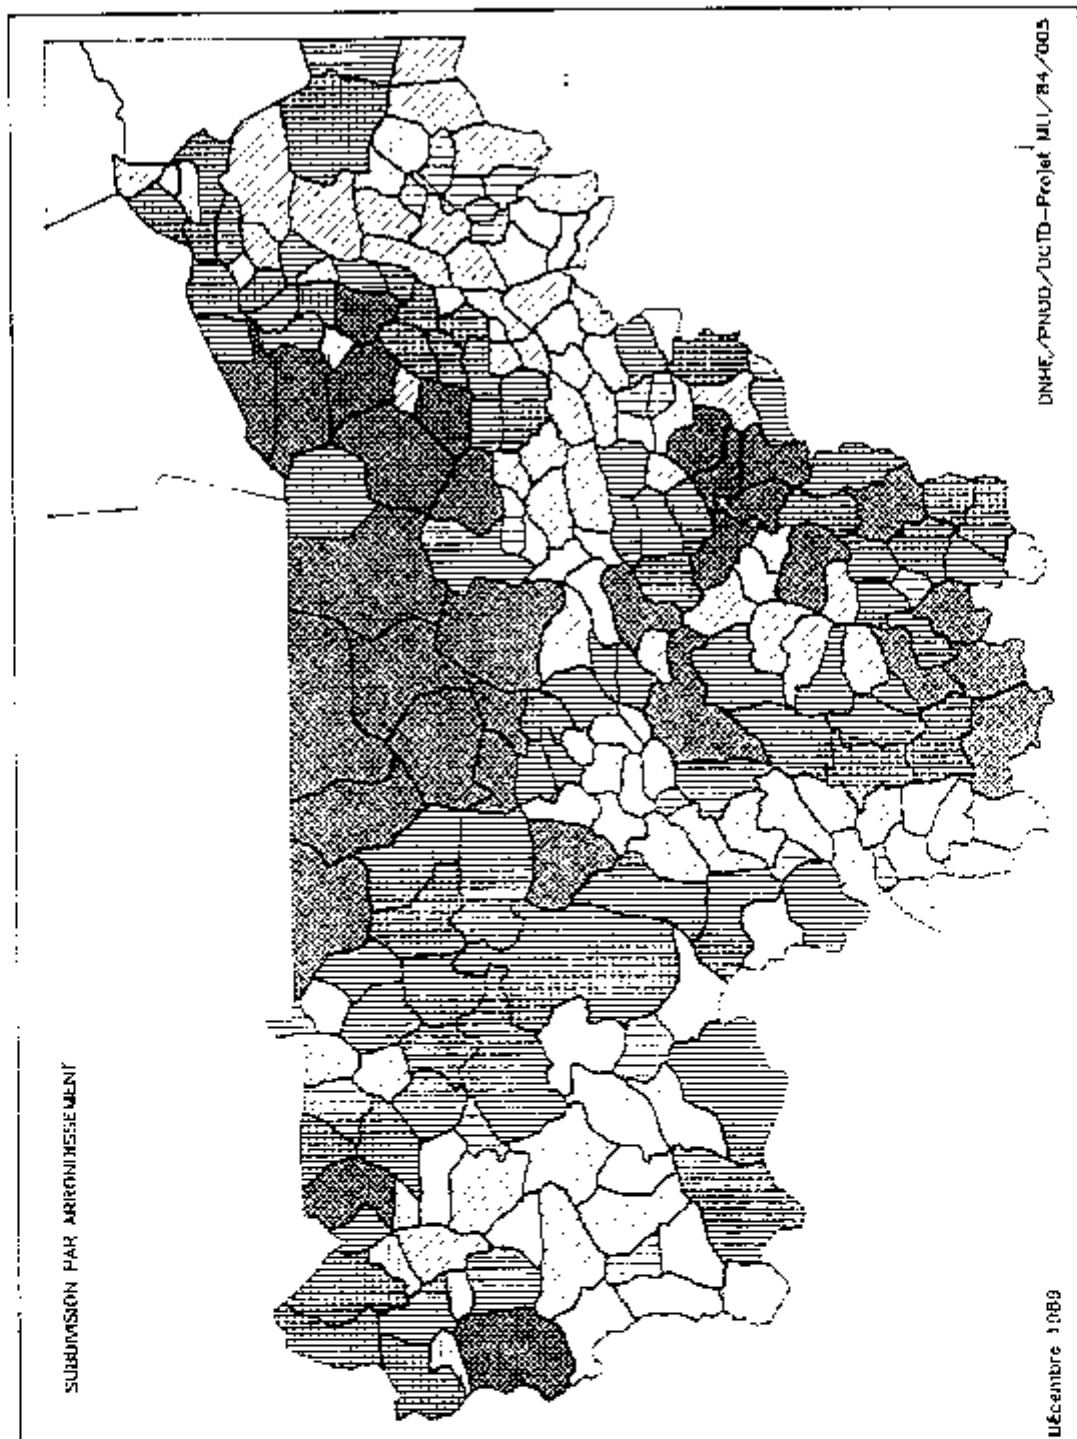 SUBDIVISION PAR ARRONDISSEMENT
Décembre 1989
DNHE/PNUD/DCTD-Projet MLI/84/005